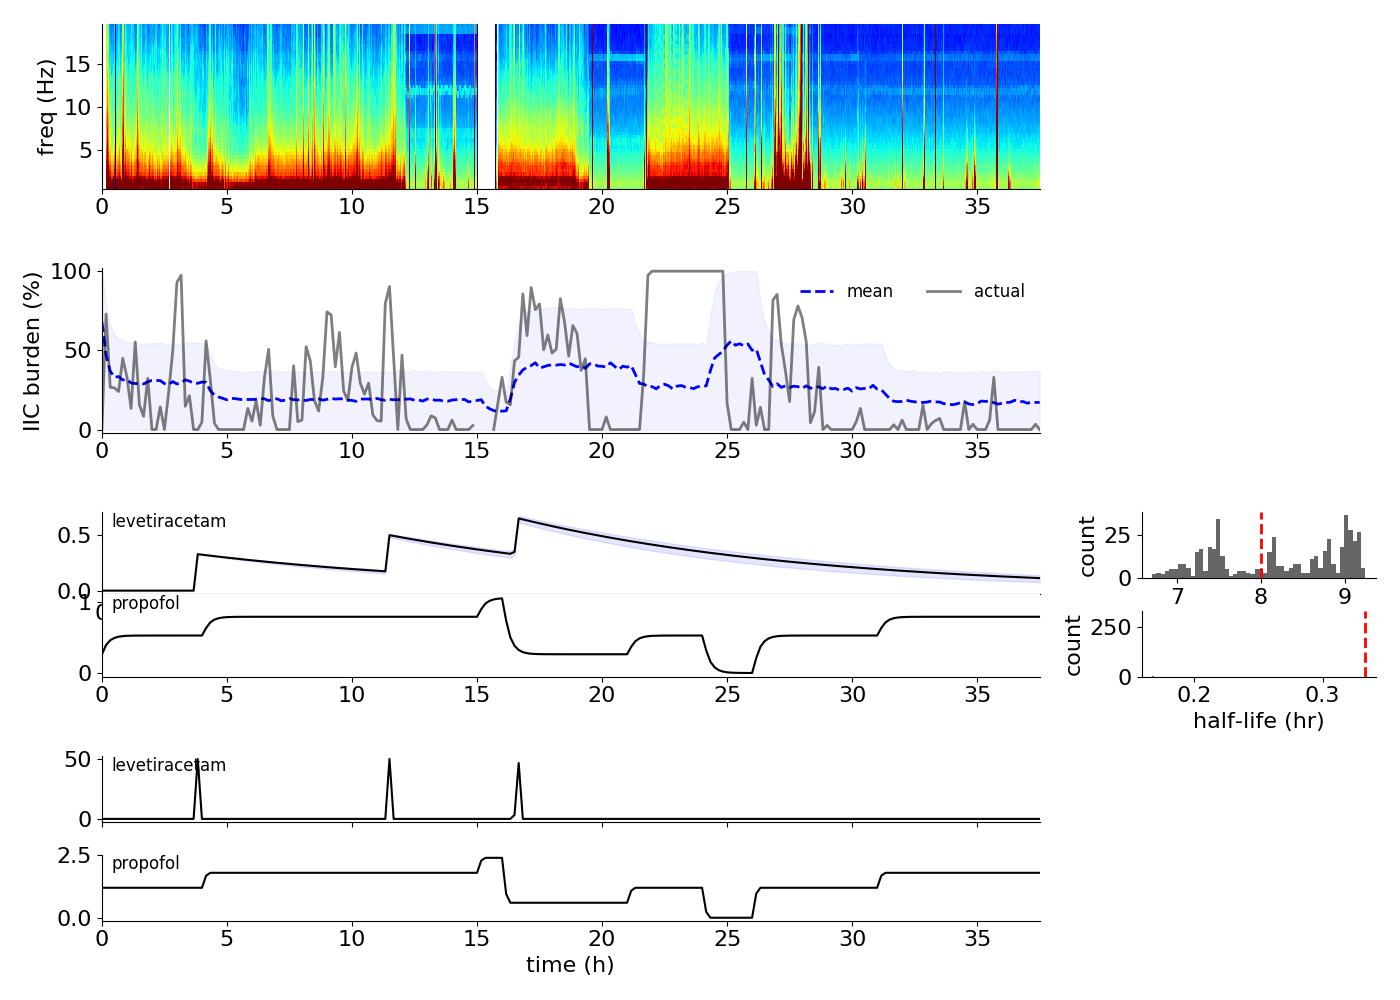 freq (Hz)
15
10
5
0 5 10 15 20 25 30 35
IIC burden (%)
100
50
0
mean actual
0 5 10 15 20 25 30 35
levetiracetam
0.5
0.0
0
count
25
0
7 8 9
propofol
1
0
0 5 10 15 20 25 30 35
count
250
0
0.2 0.3
half-life (hr)
levetiracetam
50
0
propofol
2.5
0.0
0 5 10 15 20 25 30 35
time (h)